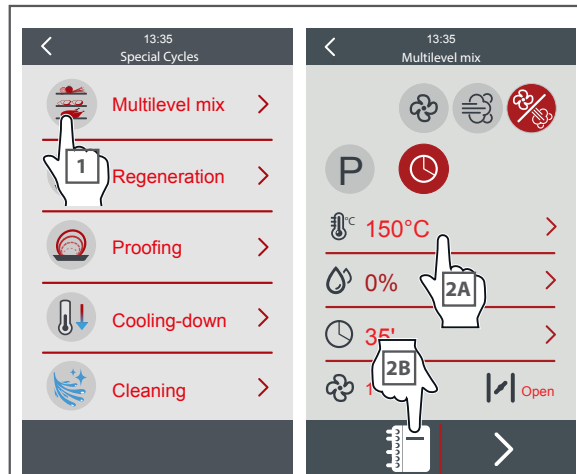 13:35
Special Cycles
Multilevel mix
1
Regeneration
Proofing
Cooling-down
Cleaning
13:35
Multilevel mix
P
°C 150°C
2A
0%
35'
2B
1
Open